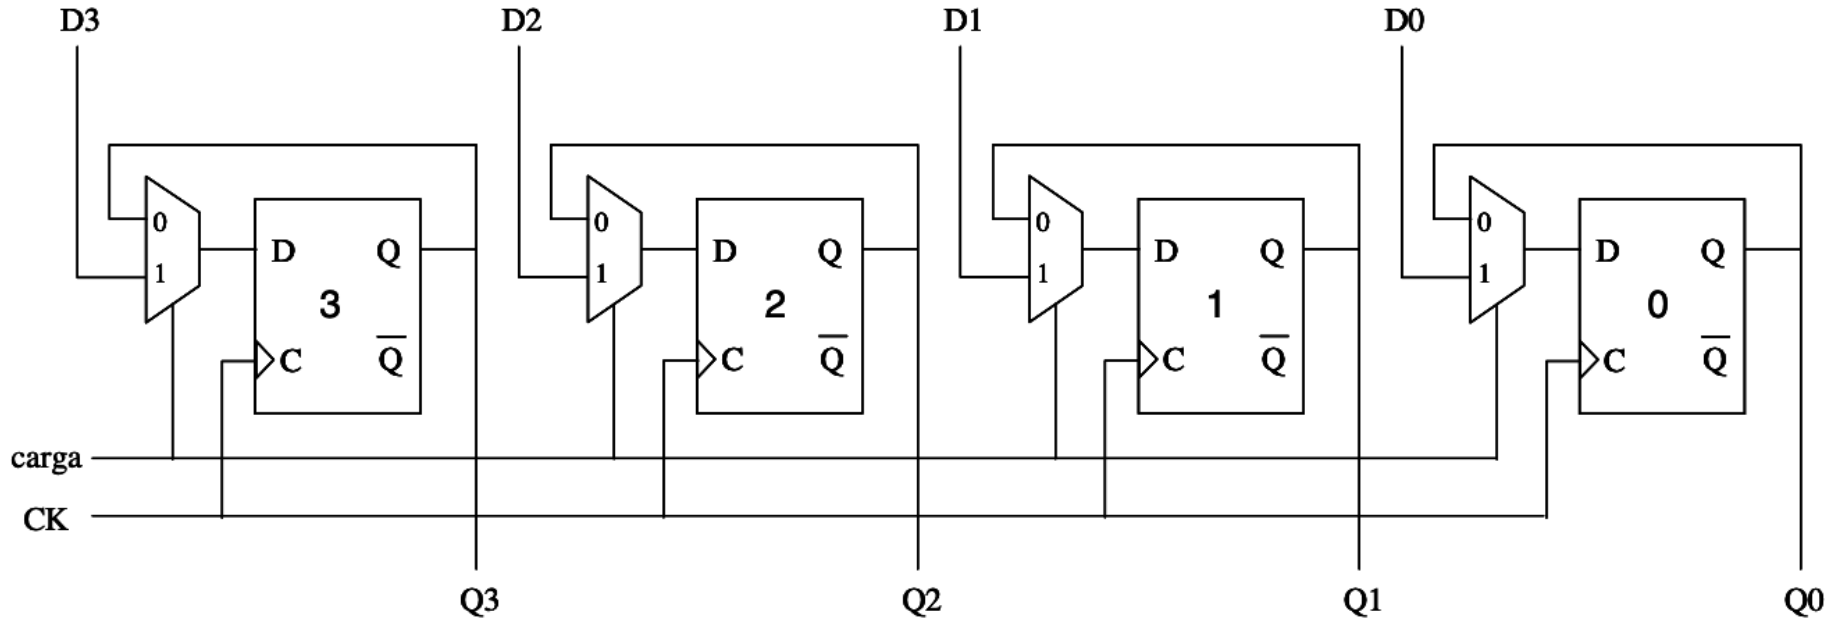 D3 D2 D1 D0
0 0 0 0
D Q D Q D Q D Q
1 1 1 1
3 2 1 0
C Q̅ C Q̅ C Q̅ C Q̅
carga
CK
Q3 Q2 Q1 Q0